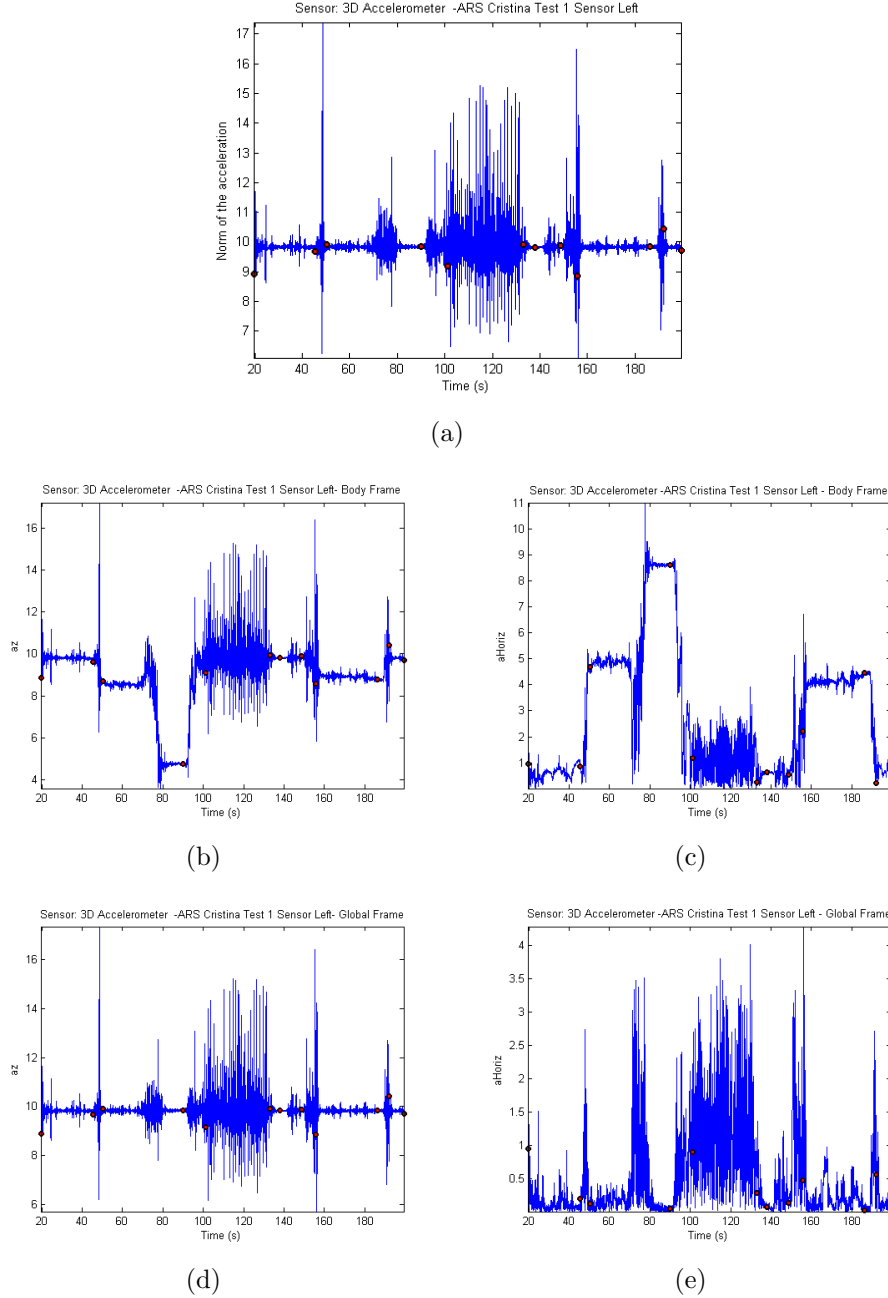 Sensor: 3D Accelerometer -ARS Cristina Test 1 Sensor Left
17
16
15
14
13
12
11
10
9
8
7
Norm of the acceleration
20 40 60 80 100 120 140 160 180
Time (s)
(a)
Sensor: 3D Accelerometer -ARS Cristina Test 1 Sensor Left- Body Frame
16
14
12
10
8
6
4
az
20 40 60 80 100 120 140 160 180
Time (s)
(b)
Sensor: 3D Accelerometer -ARS Cristina Test 1 Sensor Left - Body Frame
11
10
9
8
7
6
5
4
3
2
1
aHoriz
20 40 60 80 100 120 140 160 180
Time (s)
(c)
Sensor: 3D Accelerometer -ARS Cristina Test 1 Sensor Left- Global Frame
16
14
12
10
8
6
az
20 40 60 80 100 120 140 160 180
Time (s)
(d)
Sensor: 3D Accelerometer -ARS Cristina Test 1 Sensor Left - Global Frame
4
3.5
3
2.5
2
1.5
1
0.5
aHoriz
20 40 60 80 100 120 140 160 180
Time (s)
(e)